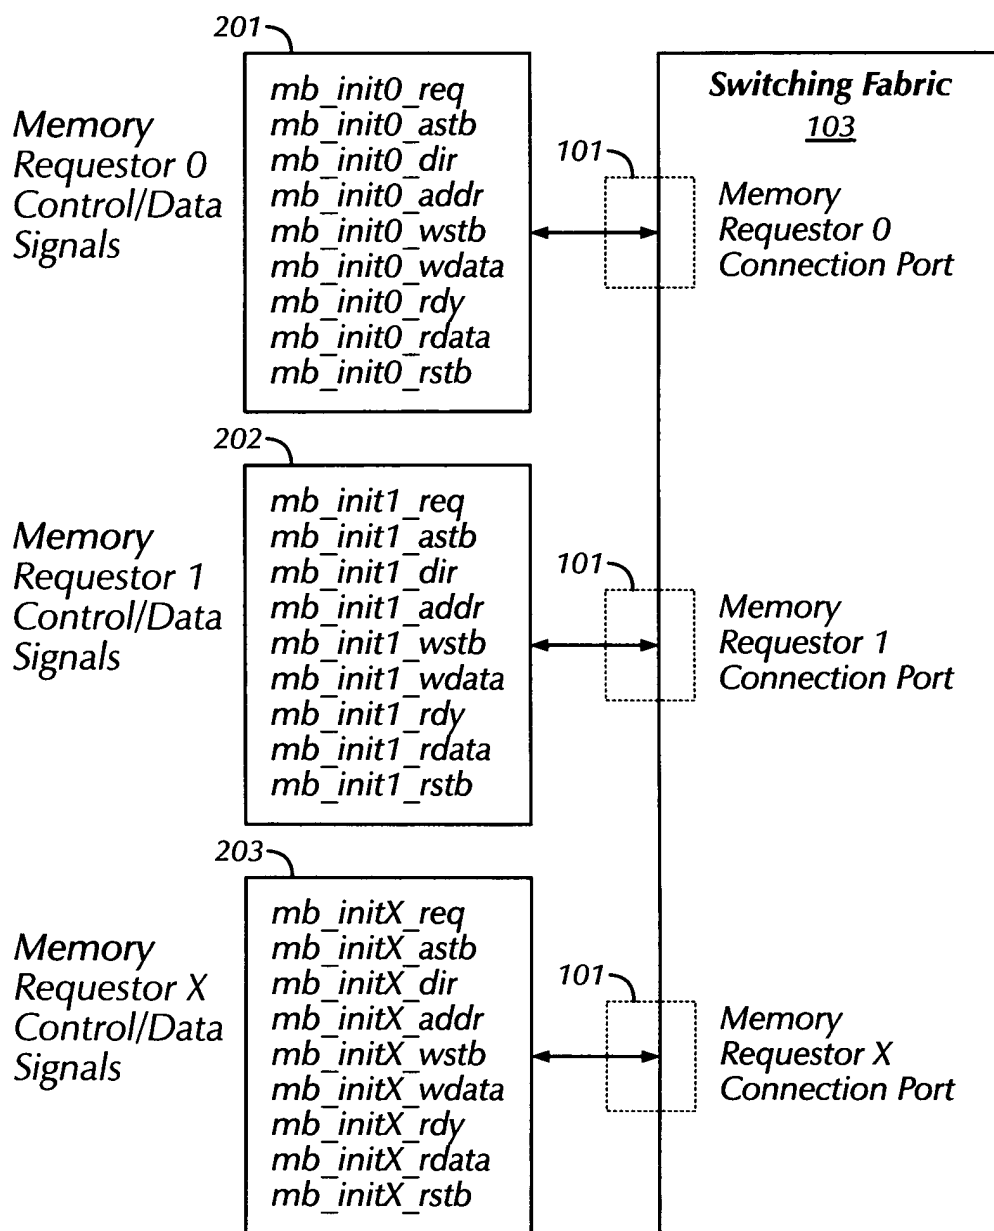 201
Memory
Requestor 0
Control/Data
Signals
mb_init0_req
mb_init0_astb
mb_init0_dir
mb_init0_addr
mb_init0_wstb
mb_init0_wdata
mb_init0_rdy
mb_init0_rdata
mb_init0_rstb
Switching Fabric
103
101
Memory
Requestor 0
Connection Port
202
Memory
Requestor 1
Control/Data
Signals
mb_init1_req
mb_init1_astb
mb_init1_dir
mb_init1_addr
mb_init1_wstb
mb_init1_wdata
mb_init1_rdy
mb_init1_rdata
mb_init1_rstb
101
Memory
Requestor 1
Connection Port
203
Memory
Requestor X
Control/Data
Signals
mb_initX_req
mb_initX_astb
mb_initX_dir
mb_initX_addr
mb_initX_wstb
mb_initX_wdata
mb_initX_rdy
mb_initX_rdata
mb_initX_rstb
101
Memory
Requestor X
Connection Port